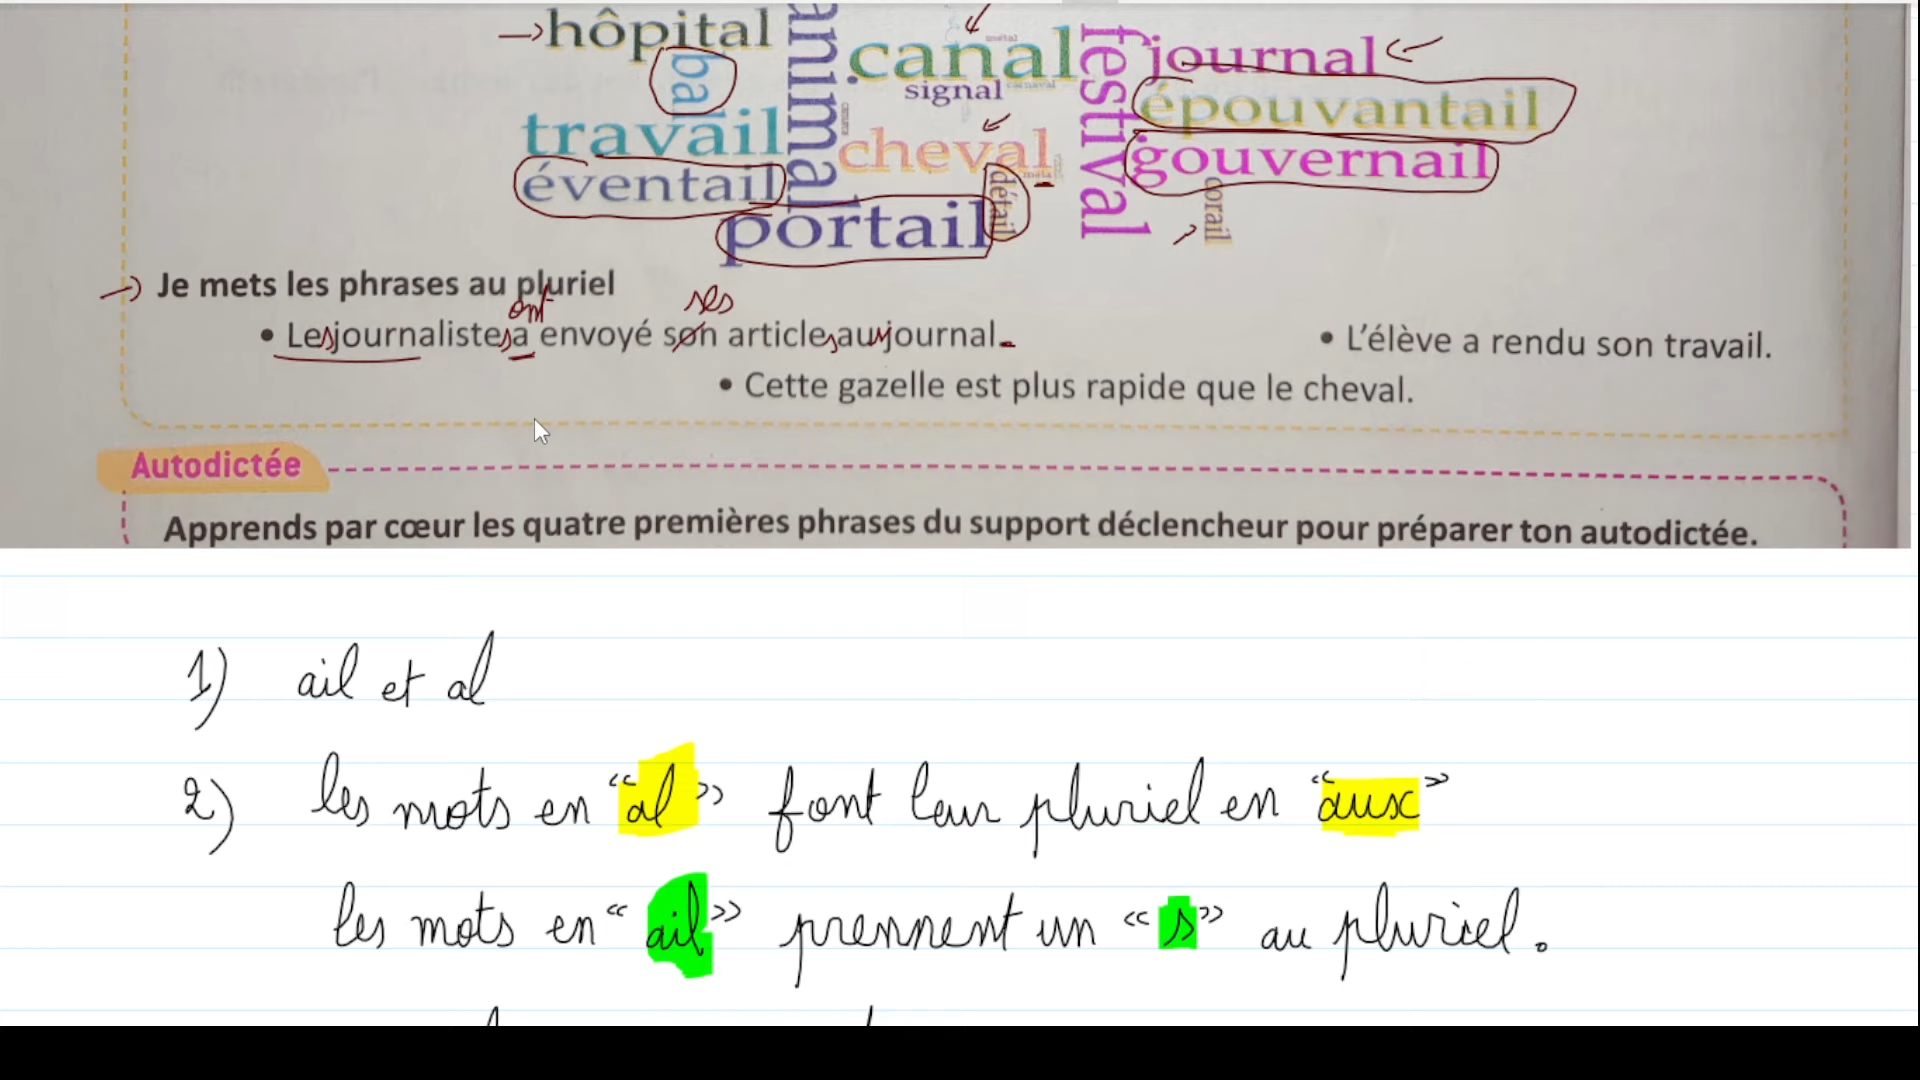 hôpital
animal
canal
métal
festival
journal
bal
signal
carnaval
épouvantail
travail
cheval
gouvernail
éventail
détail
corail
portail
Je mets les phrases au pluriel
ont
ses
• Les journalistes a envoyé son articles aux journal.
• L'élève a rendu son travail.
• Cette gazelle est plus rapide que le cheval.
Autodictée
Apprends par cœur les quatre premières phrases du support déclencheur pour préparer ton autodictée.
1) ail et al
2) les mots en "al" font leur pluriel en "aux"
les mots en "ail" prennent un "s" au pluriel.